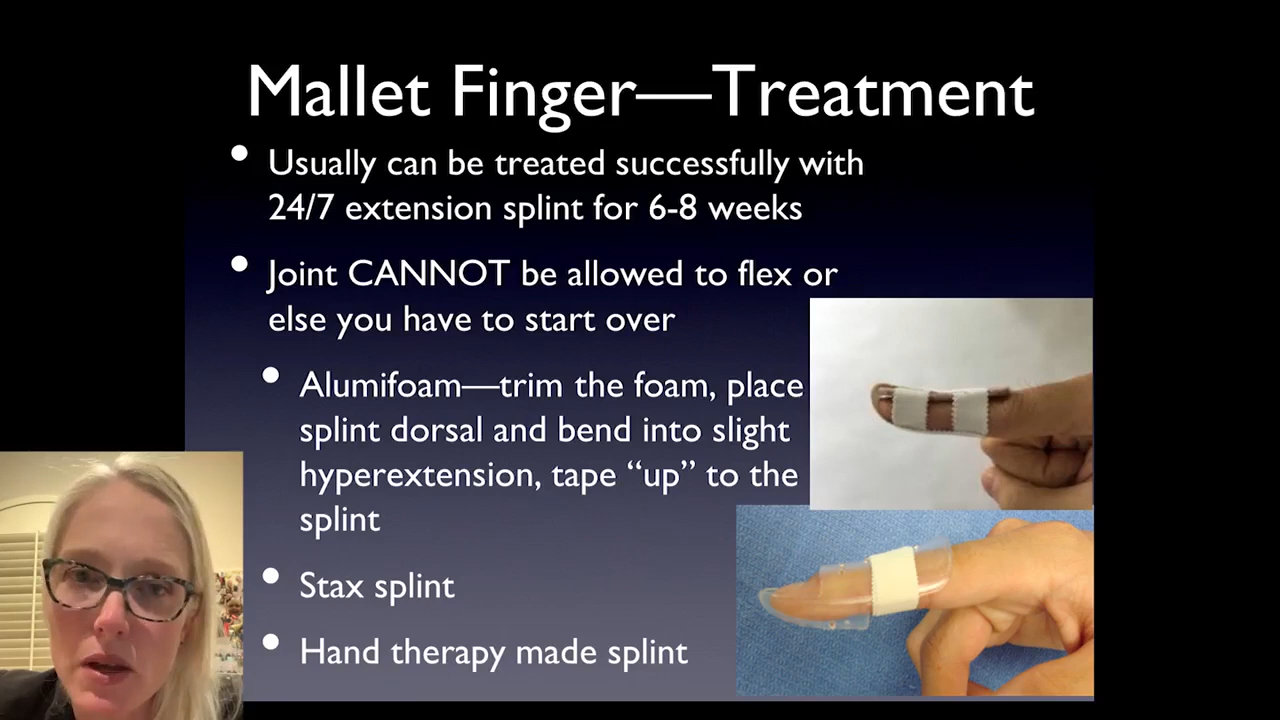 Mallet Finger—Treatment
• Usually can be treated successfully with
24/7 extension splint for 6-8 weeks
• Joint CANNOT be allowed to flex or
else you have to start over
• Alumifoam—trim the foam, place
splint dorsal and bend into slight
hyperextension, tape “up” to the
splint
• Stax splint
• Hand therapy made splint